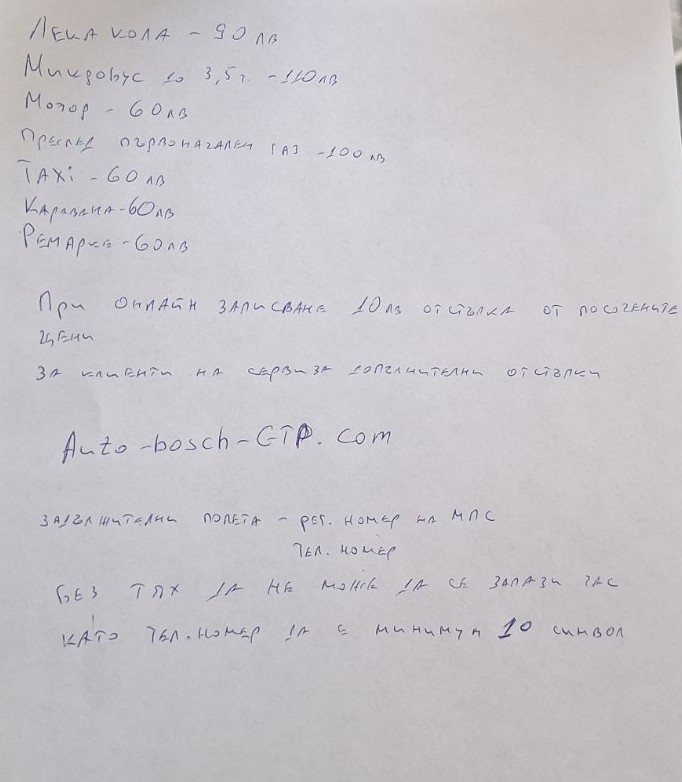 Лека кола - 90 лв
Микробус до 3,5 т. - 110 лв
Мотор - 60 лв
Преглед първоначален газ - 100 лв
Taxi - 60 лв
Каравана - 60 лв
Ремарке - 60 лв
При онлайн записване 10 лв отстъпка от посочените
цени
За клиенти на сервиза допълнителни отстъпки
Auto-bosch-GTP.com
Задължителни полета - рег. номер на МПС
Тел. номер
Без тях да не може да се запази час
като тел. номер да е минимум 10 символ